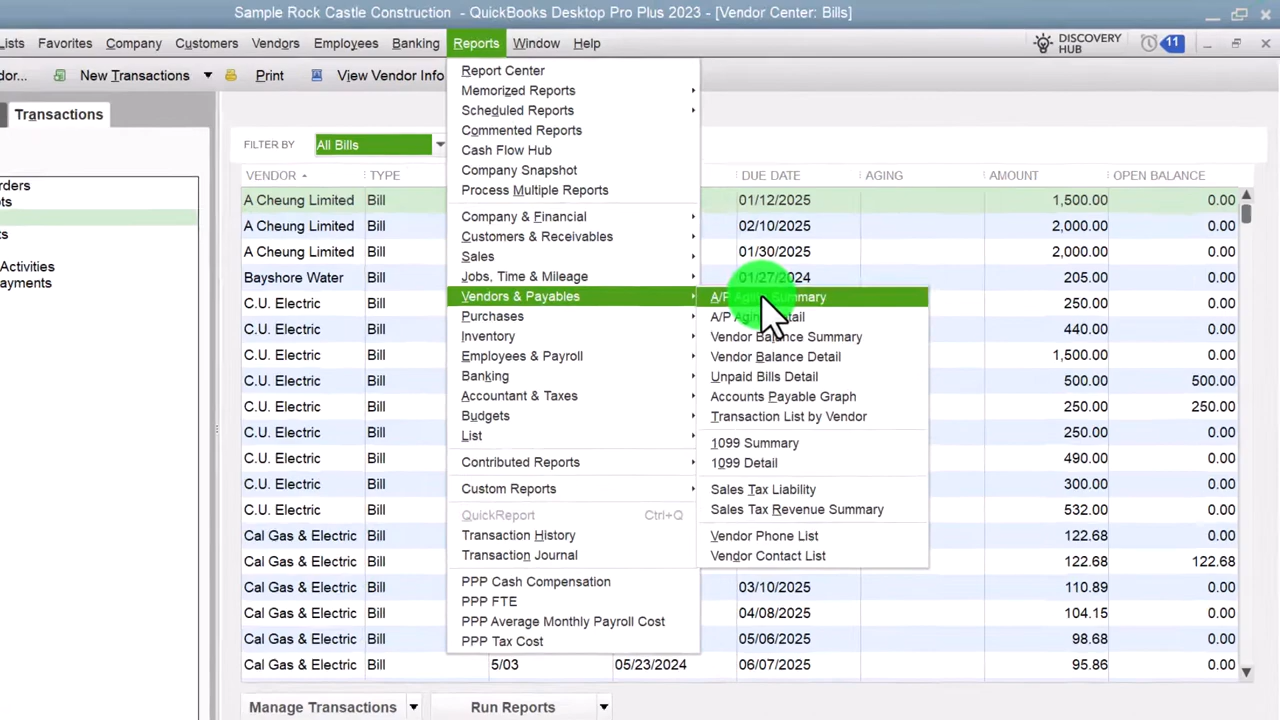 Sample Rock Castle Construction - QuickBooks Desktop Pro Plus 2023 - [Vendor Center: Bills]
Lists Favorites Company Customers Vendors Employees Banking Reports Window Help DISCOVERY HUB 11
dor... New Transactions Print View Vendor Info
Transactions
FILTER BY All Bills
VENDOR TYPE DUE DATE AGING AMOUNT OPEN BALANCE
A Cheung Limited Bill 01/12/2025 1,500.00 0.00
A Cheung Limited Bill 02/10/2025 2,000.00 0.00
A Cheung Limited Bill 01/30/2025 2,000.00 0.00
Bayshore Water Bill 01/27/2024 205.00 0.00
C.U. Electric Bill 250.00 0.00
C.U. Electric Bill 440.00 0.00
C.U. Electric Bill 1,500.00 0.00
C.U. Electric Bill 500.00 500.00
C.U. Electric Bill 250.00 250.00
C.U. Electric Bill 250.00 0.00
C.U. Electric Bill 490.00 0.00
C.U. Electric Bill 300.00 0.00
C.U. Electric Bill 532.00 0.00
Cal Gas & Electric Bill 122.68 0.00
Cal Gas & Electric Bill 122.68 122.68
Cal Gas & Electric Bill 03/10/2025 110.89 0.00
Cal Gas & Electric Bill 04/08/2025 104.15 0.00
Cal Gas & Electric Bill 05/06/2025 98.68 0.00
Cal Gas & Electric Bill 5/03 05/23/2024 06/07/2025 95.86 0.00
Manage Transactions Run Reports
rders
ts
s
Activities
ayments
Report Center
Memorized Reports
Scheduled Reports
Commented Reports
Cash Flow Hub
Company Snapshot
Process Multiple Reports
Company & Financial
Customers & Receivables
Sales
Jobs, Time & Mileage
Vendors & Payables
Purchases
Inventory
Employees & Payroll
Banking
Accountant & Taxes
Budgets
List
Contributed Reports
Custom Reports
QuickReport Ctrl+Q
Transaction History
Transaction Journal
PPP Cash Compensation
PPP FTE
PPP Average Monthly Payroll Cost
PPP Tax Cost
A/P Aging Summary
A/P Aging Detail
Vendor Balance Summary
Vendor Balance Detail
Unpaid Bills Detail
Accounts Payable Graph
Transaction List by Vendor
1099 Summary
1099 Detail
Sales Tax Liability
Sales Tax Revenue Summary
Vendor Phone List
Vendor Contact List